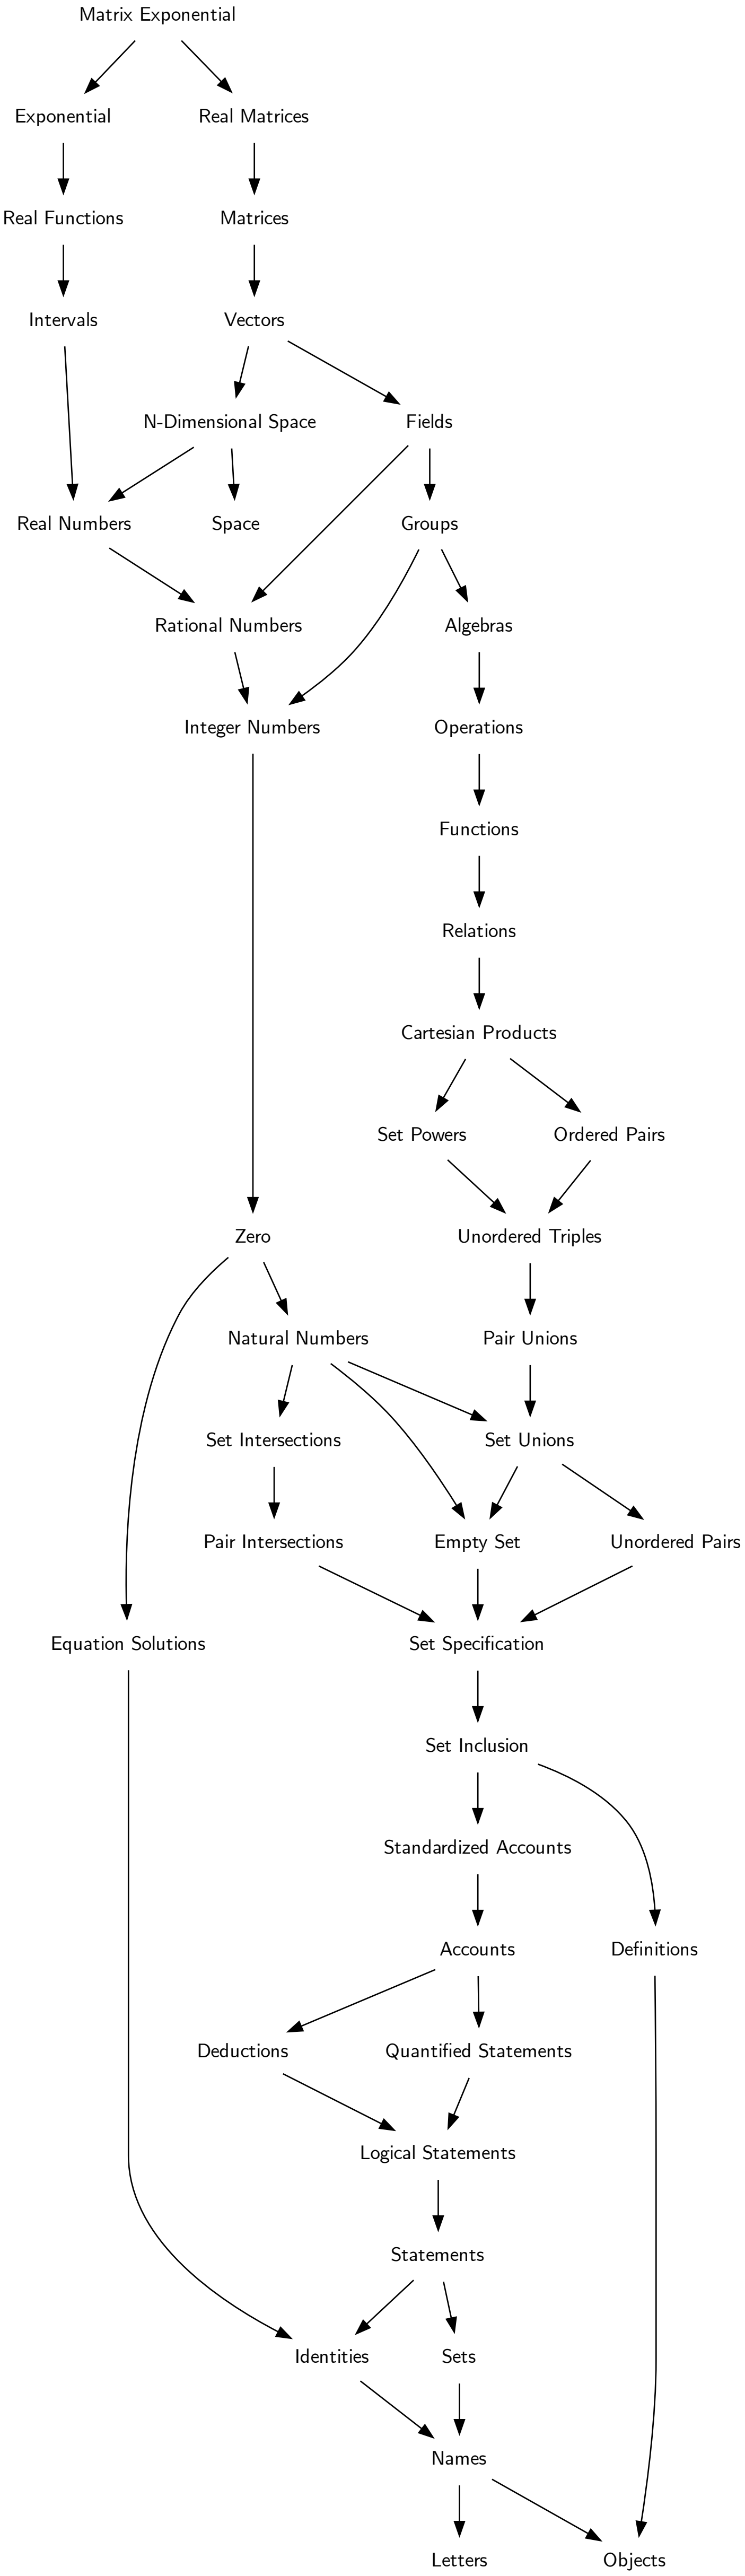 Matrix Exponential
Exponential
Real Matrices
Real Functions
Matrices
Intervals
Vectors
N-Dimensional Space
Fields
Real Numbers
Space
Groups
Rational Numbers
Algebras
Integer Numbers
Operations
Functions
Relations
Cartesian Products
Set Powers
Ordered Pairs
Zero
Unordered Triples
Natural Numbers
Pair Unions
Set Intersections
Set Unions
Pair Intersections
Empty Set
Unordered Pairs
Equation Solutions
Set Specification
Set Inclusion
Standardized Accounts
Accounts
Definitions
Deductions
Quantified Statements
Logical Statements
Statements
Identities
Sets
Names
Letters
Objects